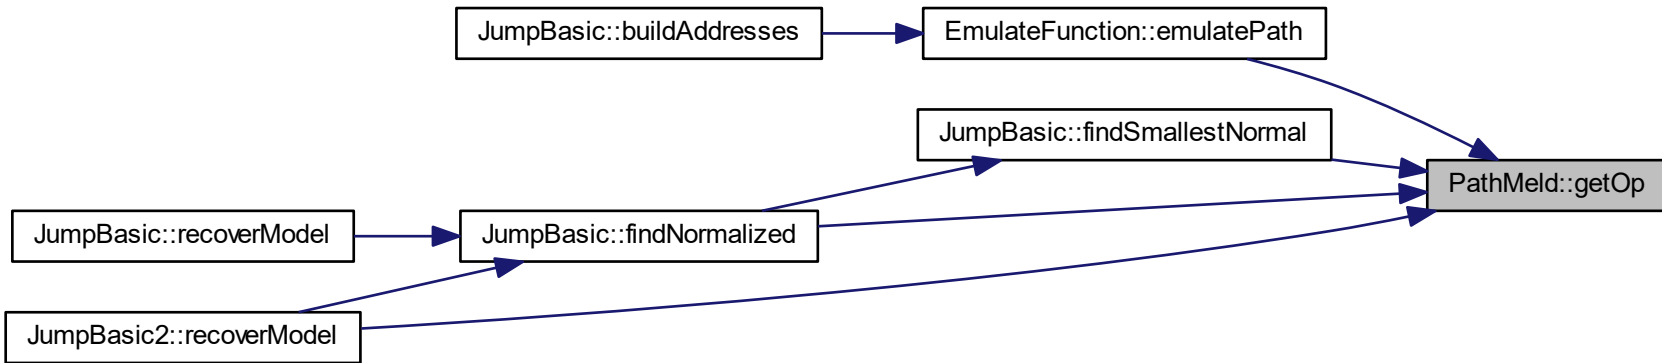 JumpBasic::buildAddresses
EmulateFunction::emulatePath
JumpBasic::findSmallestNormal
PathMeld::getOp
JumpBasic::recoverModel
JumpBasic::findNormalized
JumpBasic2::recoverModel